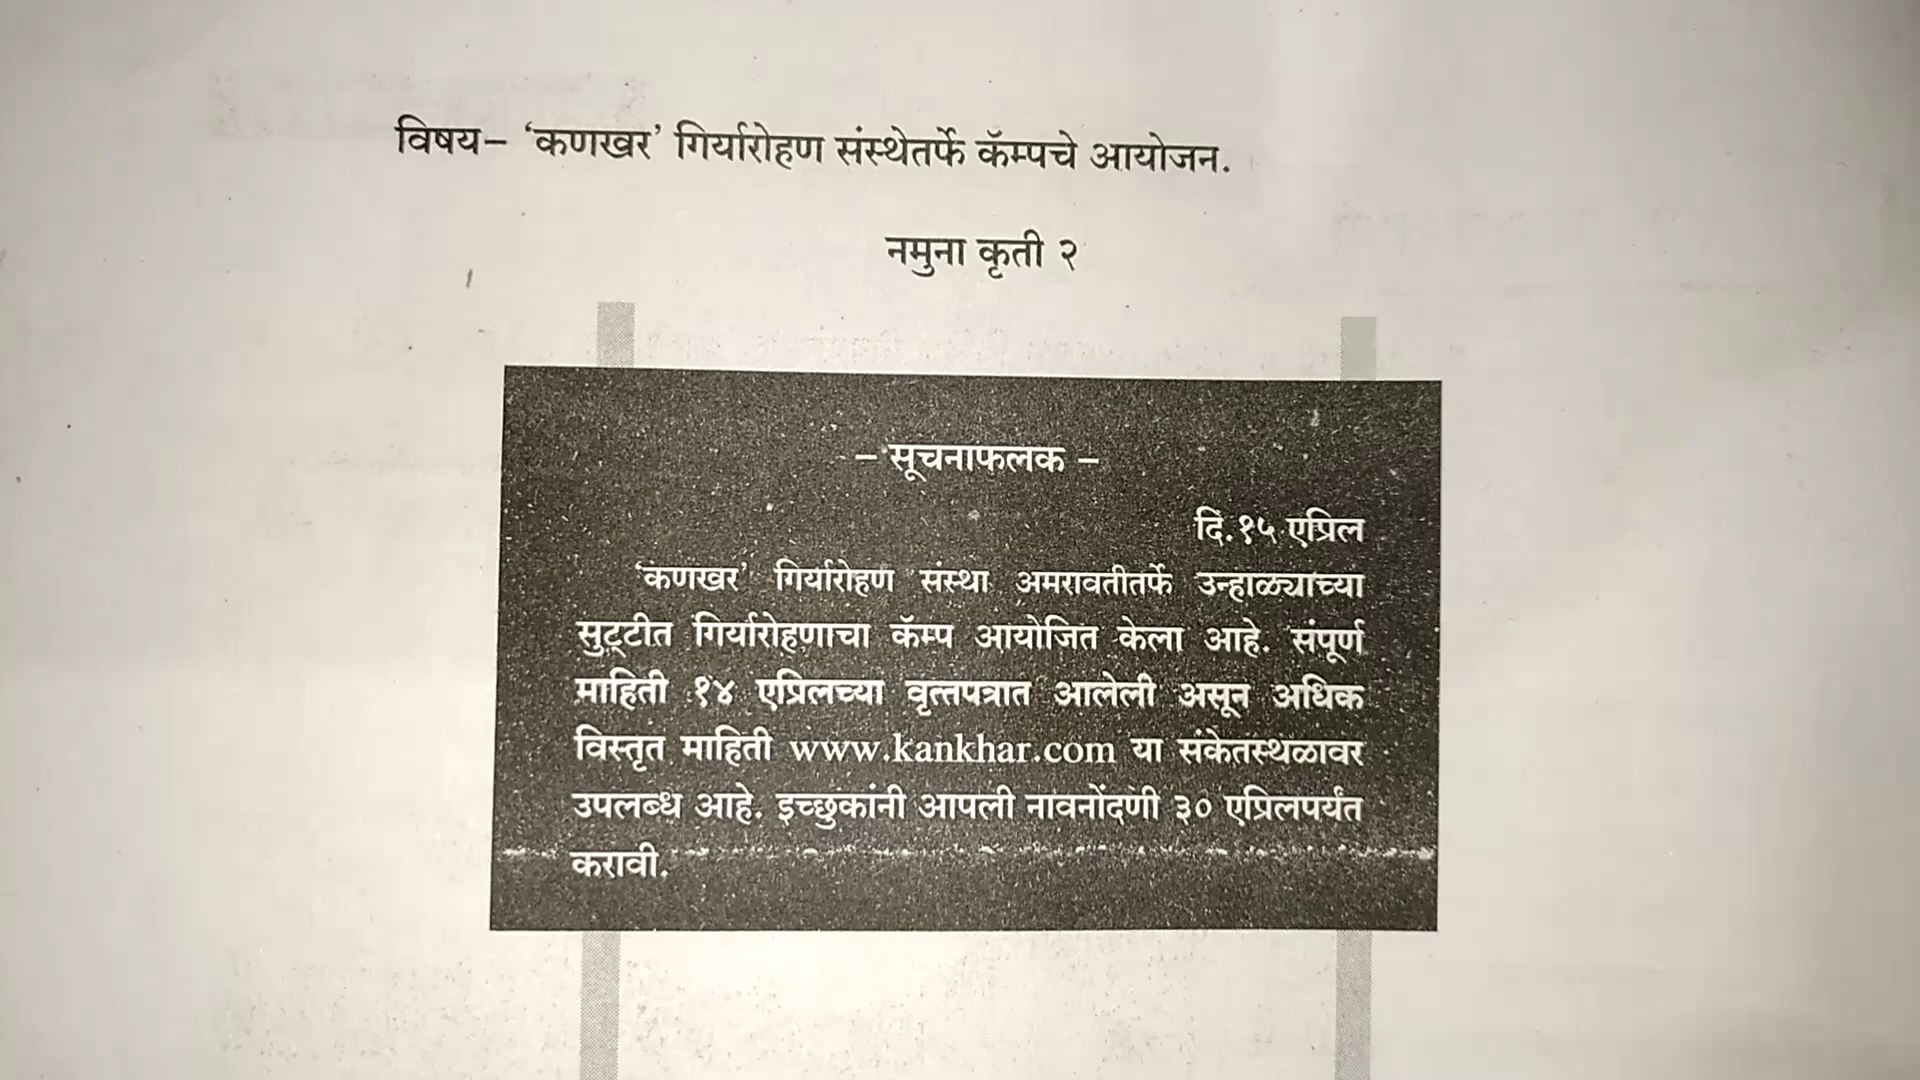 विषय– ‘कणखर’ गिर्यारोहण संस्थेतर्फे कॅम्पचे आयोजन.
नमुना कृती २
– सूचनाफलक –
दि.१५ एप्रिल
‘कणखर’ गिर्यारोहण संस्था अमरावतीतर्फे उन्हाळ्याच्या
सुट्टीत गिर्यारोहणाचा कॅम्प आयोजित केला आहे. संपूर्ण
माहिती १४ एप्रिलच्या वृत्तपत्रात आलेली असून अधिक
विस्तृत माहिती www.kankhar.com या संकेतस्थळावर
उपलब्ध आहे. इच्छुकांनी आपली नावनोंदणी ३० एप्रिलपर्यंत
करावी.